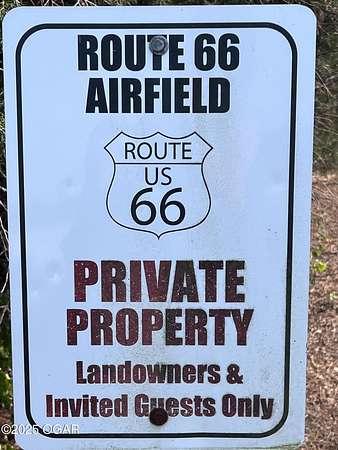 ROUTE 66
AIRFIELD
ROUTE
US
66
PRIVATE
PROPERTY
Landowners &
Invited Guests Only
©2025 OGAR